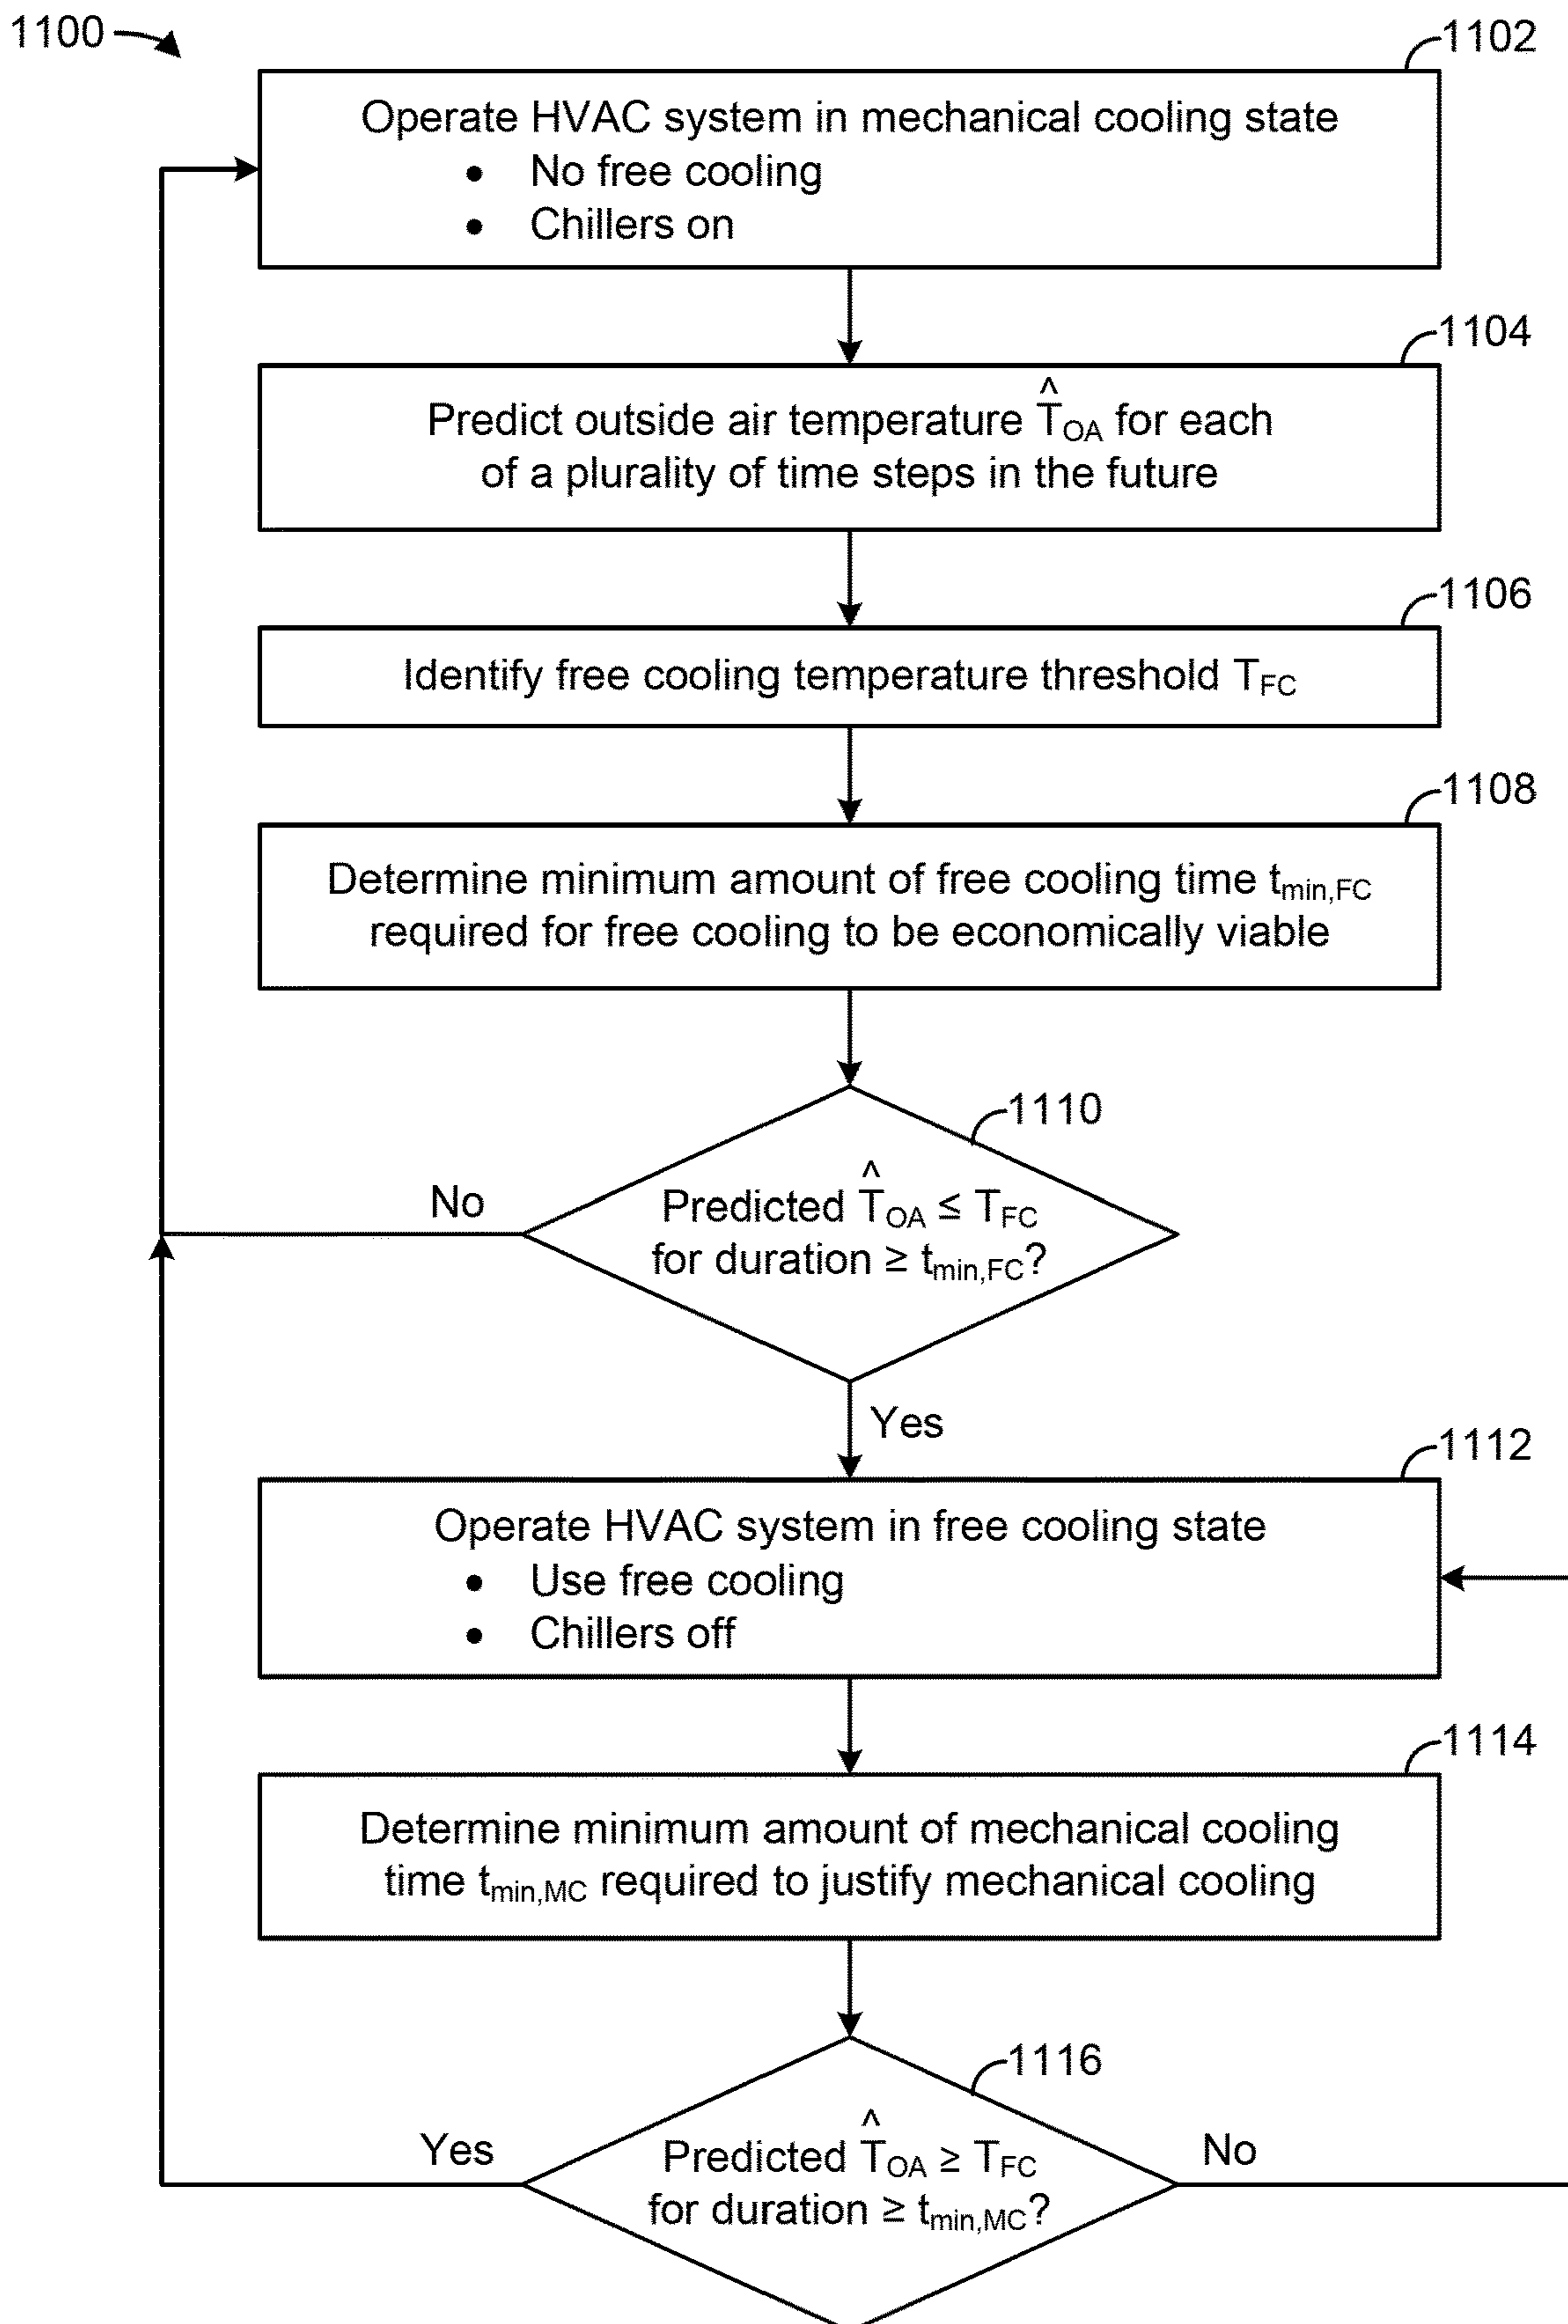 1100
1102
Operate HVAC system in mechanical cooling state
• No free cooling
• Chillers on
1104
Predict outside air temperature T̂OA for each
of a plurality of time steps in the future
1106
Identify free cooling temperature threshold TFC
1108
Determine minimum amount of free cooling time tmin,FC
required for free cooling to be economically viable
1110
No
Predicted T̂OA ≤ TFC
for duration ≥ tmin,FC?
Yes
1112
Operate HVAC system in free cooling state
• Use free cooling
• Chillers off
1114
Determine minimum amount of mechanical cooling
time tmin,MC required to justify mechanical cooling
1116
Yes
Predicted T̂OA ≥ TFC
for duration ≥ tmin,MC?
No